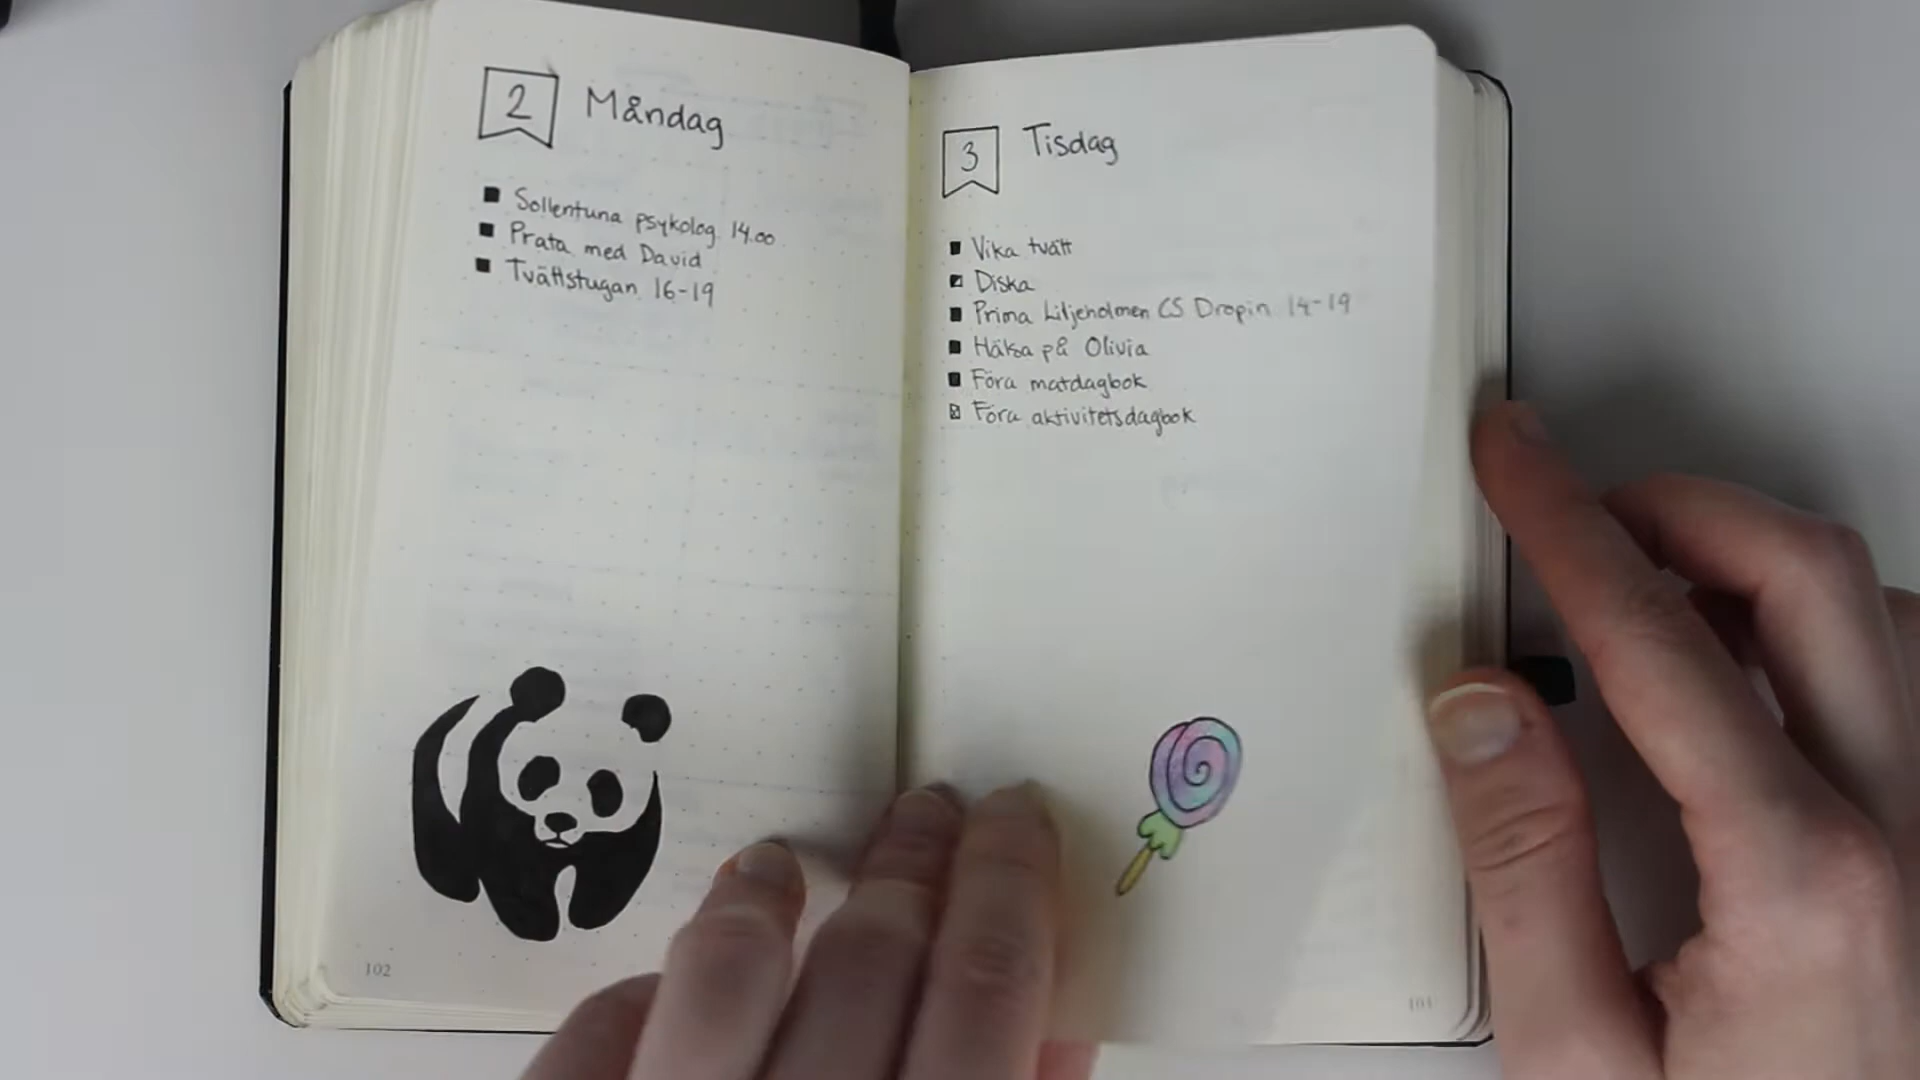 2 Måndag
Sollentuna psykolog 14.00
Prata med David
Tvättstugan 16-19
102
3 Tisdag
Vika tvätt
Diska
Prima Liljeholmen CS Dropin 14-19
Hälsa på Olivia
Föra matdagbok
Föra aktivitetsdagbok